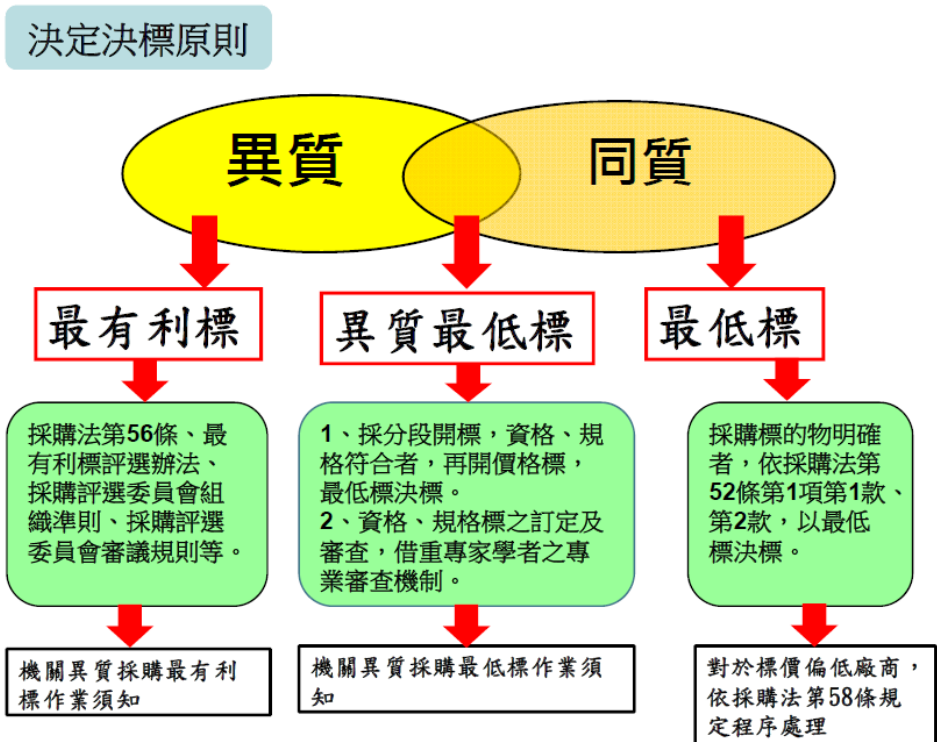 決定決標原則
異質
同質
最有利標
異質最低標
最低標
採購法第56條、最
有利標評選辦法、
採購評選委員會組
織準則、採購評選
委員會審議規則等。
1、採分段開標，資格、規
格符合者，再開價格標，
最低標決標。
2、資格、規格標之訂定及
審查，借重專家學者之專
業審查機制。
採購標的物明確
者，依採購法第
52條第1項第1款、
第2款，以最低
標決標。
機關異質採購最有利
標作業須知
機關異質採購最低標作業須
知
對於標價偏低廠商，
依採購法第58條規
定程序處理